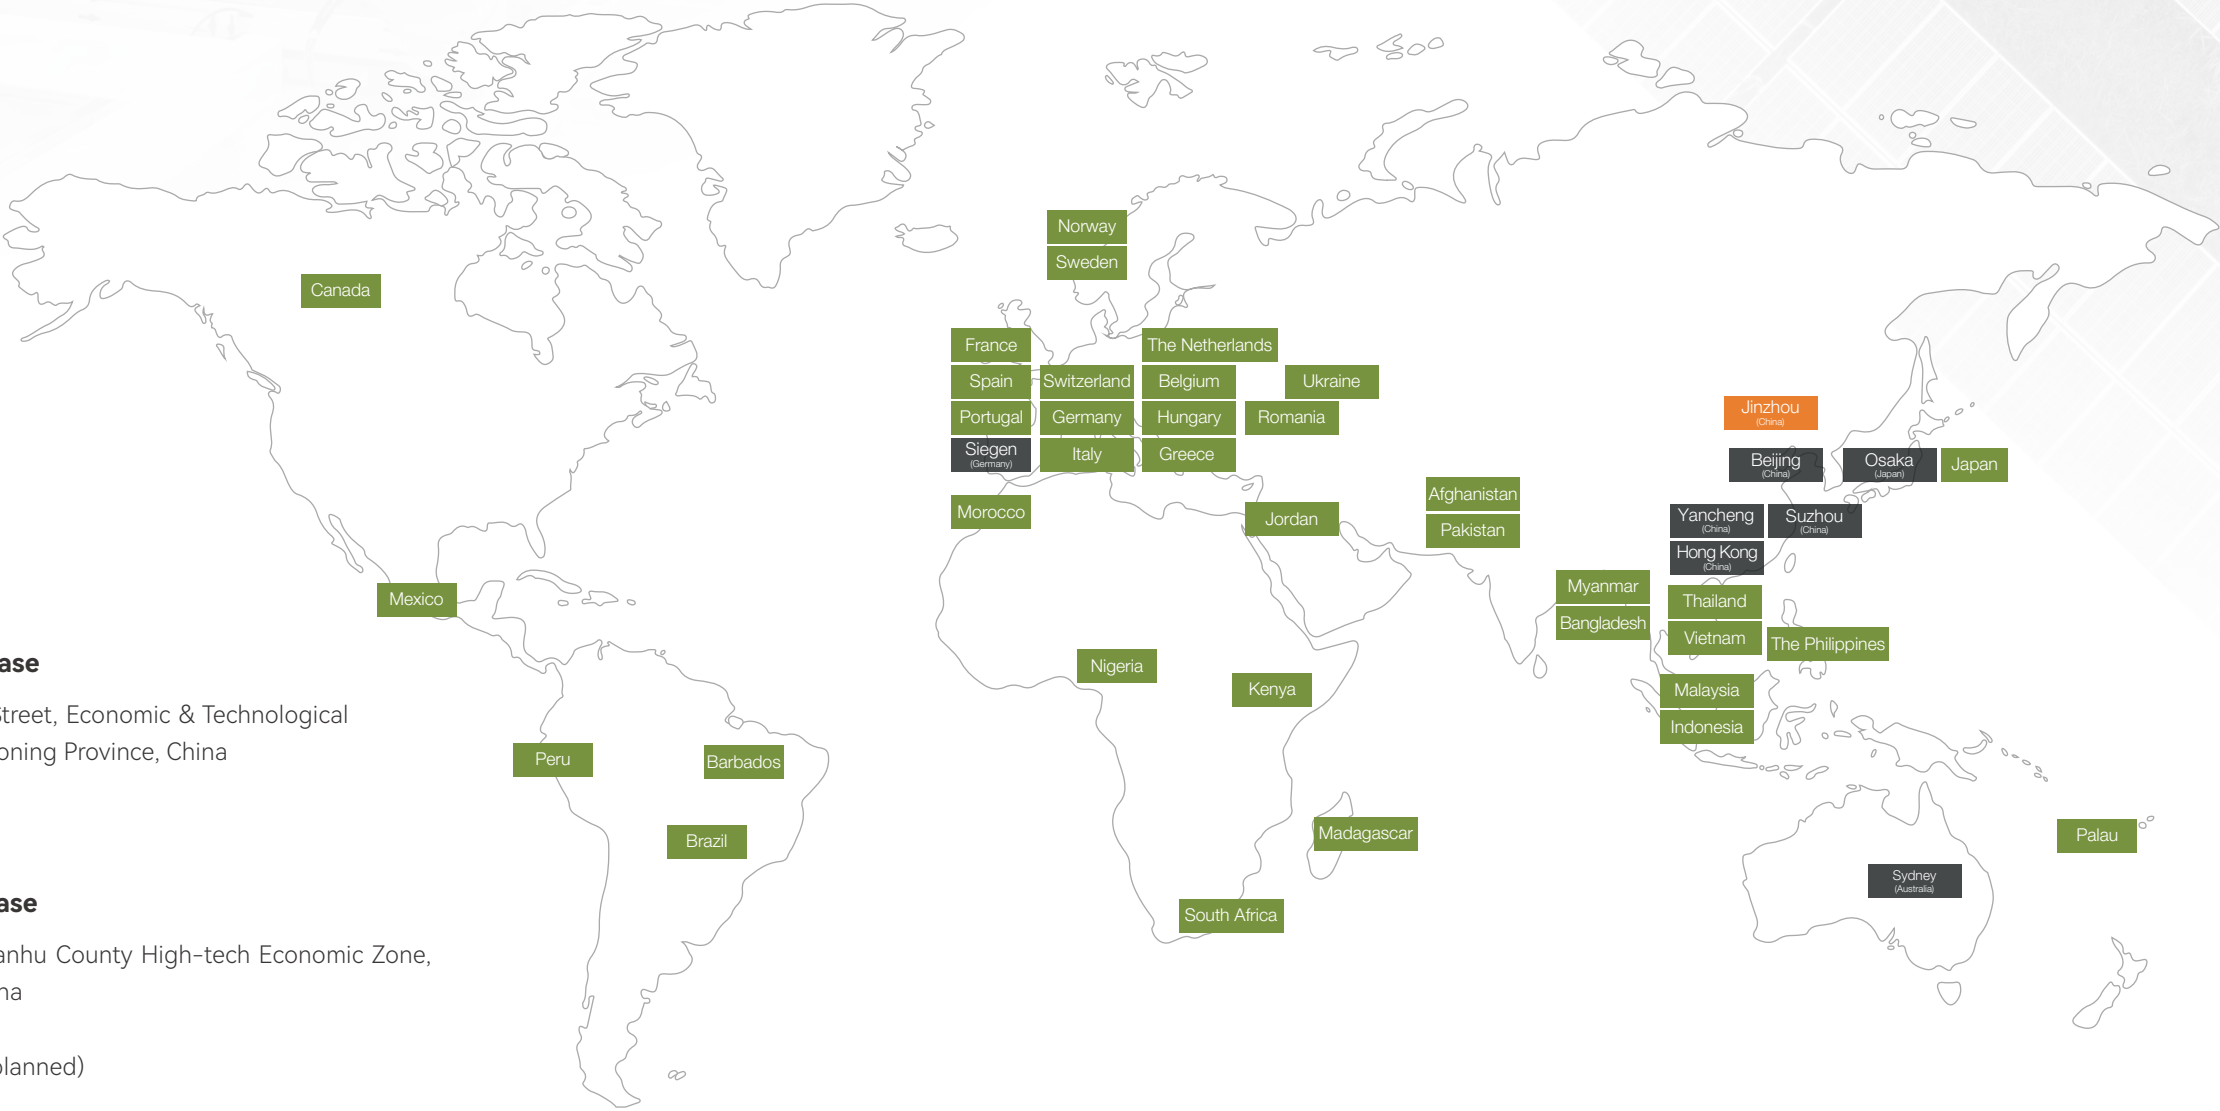 Norway
Sweden
Canada
France
The Netherlands
Spain
Switzerland
Belgium
Ukraine
Portugal
Germany
Hungary
Romania
Siegen
(Germany)
Italy
Greece
Morocco
Jordan
Afghanistan
Pakistan
Jinzhou
(China)
Beijing
(China)
Osaka
(Japan)
Japan
Yancheng
(China)
Suzhou
(China)
Hong Kong
(China)
Myanmar
Bangladesh
Thailand
Vietnam
The Philippines
Malaysia
Indonesia
Mexico
Nigeria
Kenya
Peru
Barbados
Brazil
Madagascar
South Africa
Palau
Sydney
(Australia)
ase
Street, Economic & Technological
oning Province, China
ase
anhu County High-tech Economic Zone,
na
planned)